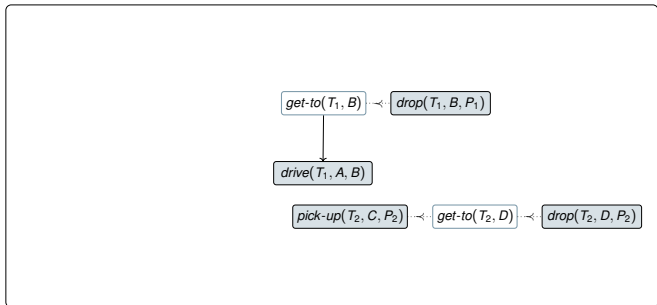 get-to(T₁, B) ≺ drop(T₁, B, P₁)
drive(T₁, A, B)
pick-up(T₂, C, P₂) ≺ get-to(T₂, D) ≺ drop(T₂, D, P₂)